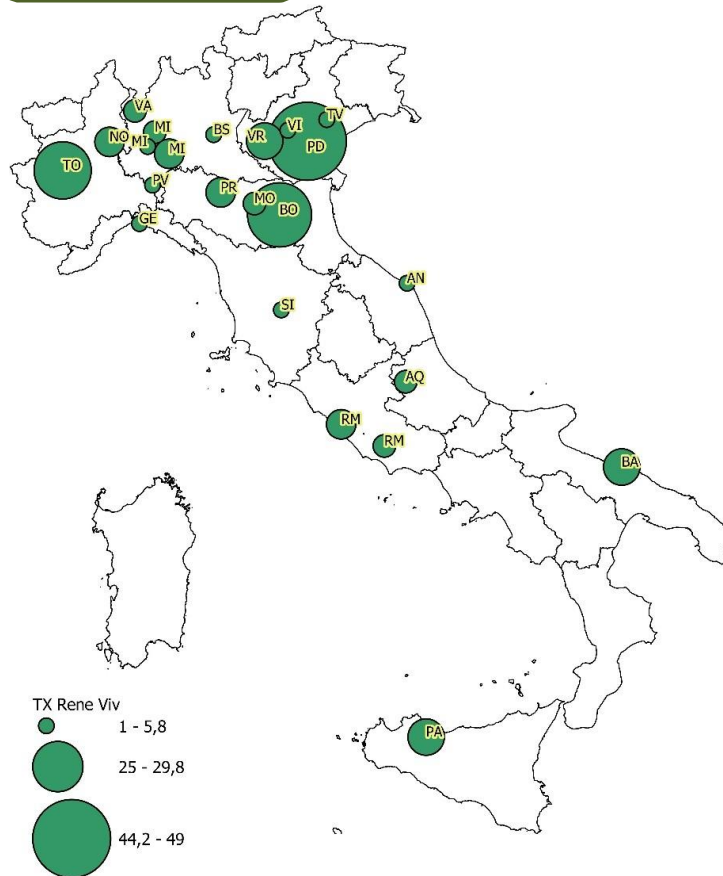 VA
TV
MI
VI
NO
BS
VR
MI
PD
MI
TO
PV
PR
MO
BO
GE
AN
SI
AQ
RM
RM
BA
TX Rene Viv
1 - 5,8
PA
25 - 29,8
44,2 - 49